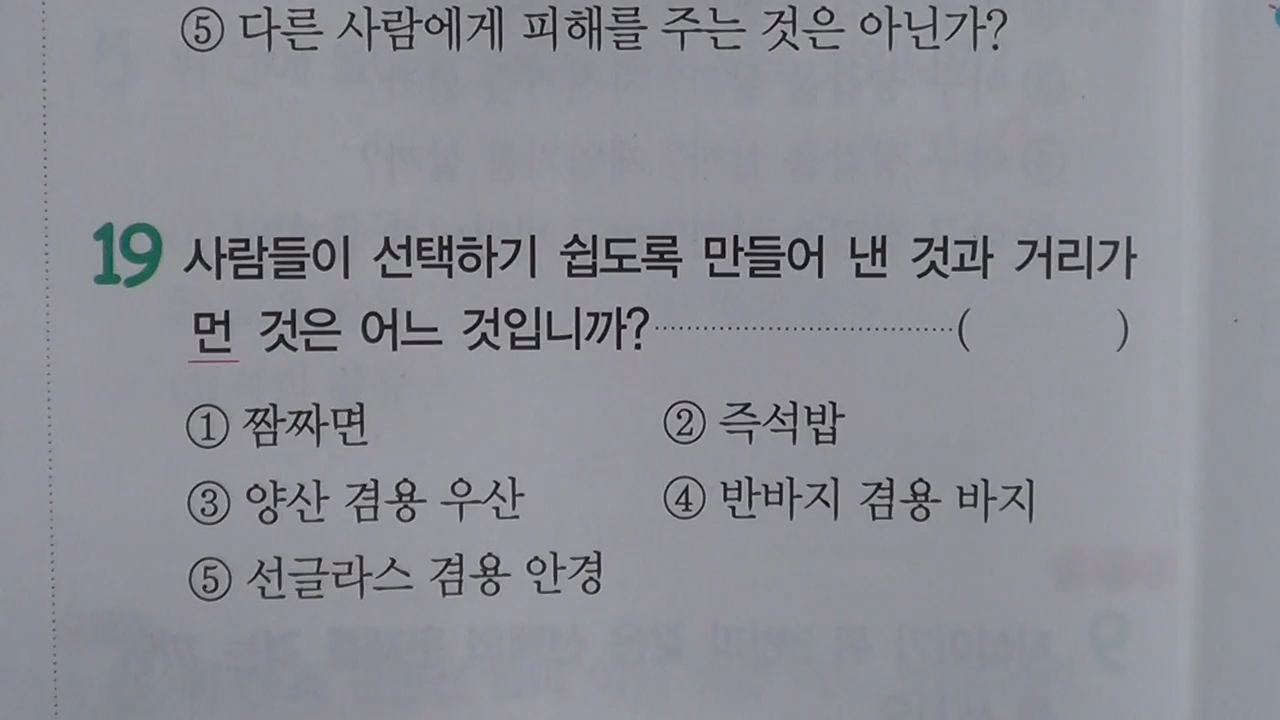 ⑤ 다른 사람에게 피해를 주는 것은 아닌가?
19 사람들이 선택하기 쉽도록 만들어 낸 것과 거리가
먼 것은 어느 것입니까?······························( )
① 짬짜면 ② 즉석밥
③ 양산 겸용 우산 ④ 반바지 겸용 바지
⑤ 선글라스 겸용 안경